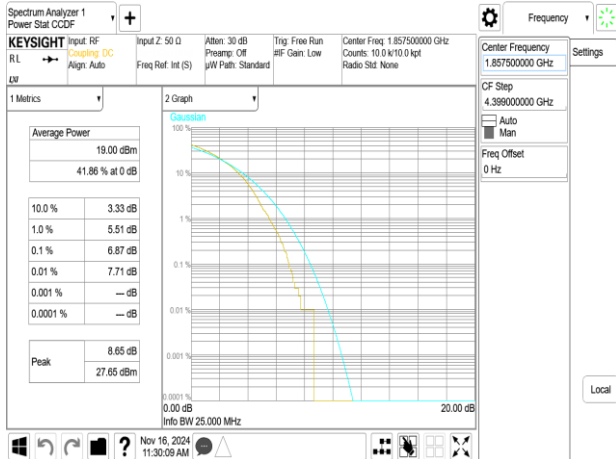 Spectrum Analyzer 1
Power Stat CCDF
KEYSIGHT
RL
LXI
Input: RF
Coupling: DC
Align: Auto
Input Z: 50 Ω
Freq Ref: Int (S)
Atten: 30 dB
Preamp: Off
µW Path: Standard
Trig: Free Run
#IF Gain: Low
Center Freq: 1.857500000 GHz
Counts: 10.0 k/10.0 kpt
Radio Std: None
1 Metrics
Average Power
19.00 dBm
41.86 % at 0 dB
10.0 % 3.33 dB
1.0 % 5.51 dB
0.1 % 6.87 dB
0.01 % 7.71 dB
0.001 % --- dB
0.0001 % --- dB
Peak
8.65 dB
27.65 dBm
2 Graph
Gaussian
100 %
10 %
1 %
0.1 %
0.01 %
0.001 %
0.0001 %
0.00 dB 20.00 dB
Info BW 25.000 MHz
Frequency
Settings
Center Frequency
1.857500000 GHz
CF Step
4.399000000 GHz
Auto
Man
Freq Offset
0 Hz
Local
?
Nov 16, 2024
11:30:09 AM